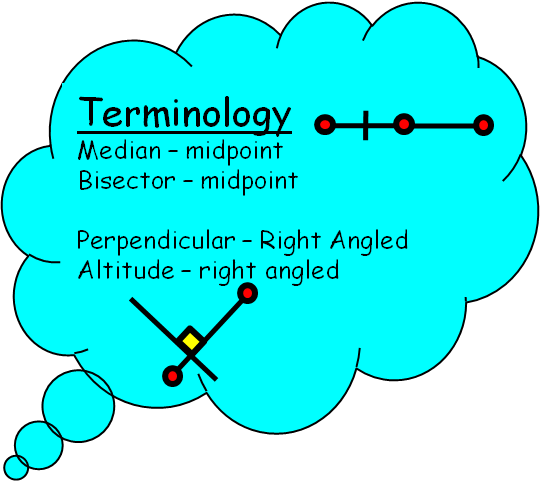 Terminology
Median – midpoint
Bisector – midpoint
Perpendicular – Right Angled
Altitude – right angled